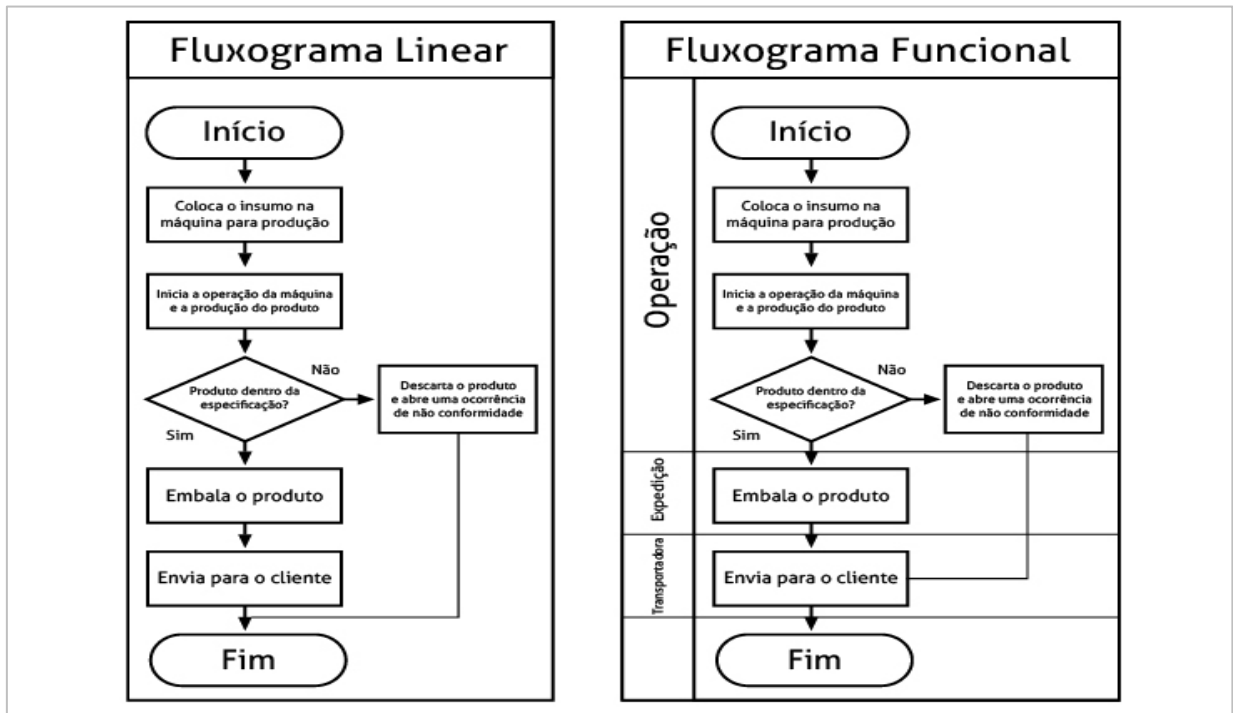 Fluxograma Linear
Início
Coloca o insumo na
máquina para produção
Inicia a operação da máquina
e a produção do produto
Produto dentro da
especificação?
Não
Descarta o produto
e abre uma ocorrência
de não conformidade
Sim
Embala o produto
Envia para o cliente
Fim
Fluxograma Funcional
Operação
Início
Coloca o insumo na
máquina para produção
Inicia a operação da máquina
e a produção do produto
Produto dentro da
especificação?
Não
Descarta o produto
e abre uma ocorrência
de não conformidade
Sim
Expedição
Embala o produto
Transportadora
Envia para o cliente
Fim